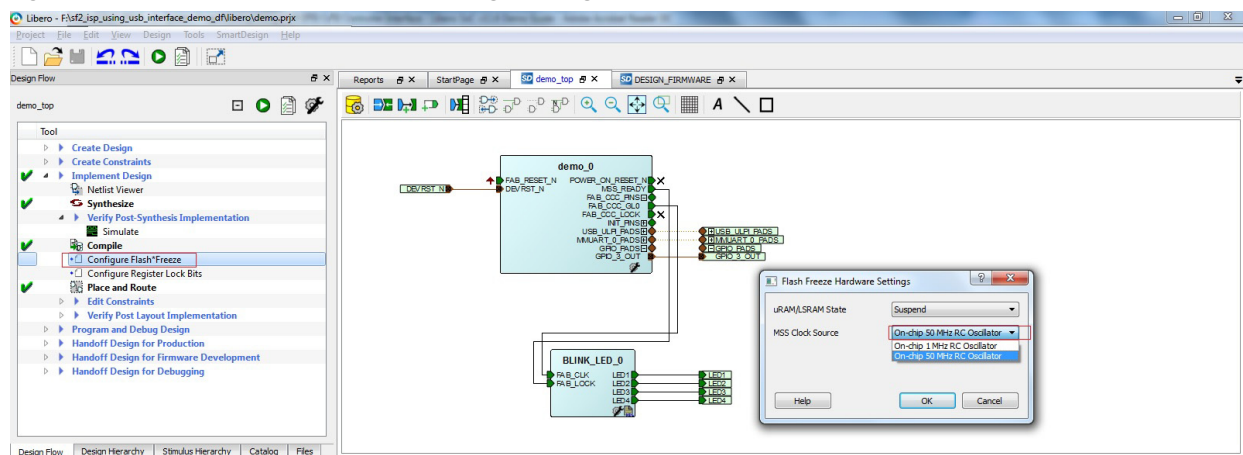 Libero - F:\sf2_isp_using_usb_interface_demo_df\libero\demo.prjx
Project File Edit View Design Tools SmartDesign Help
Design Flow
Reports StartPage demo_top DESIGN_FIRMWARE
demo_top
Tool
Create Design
Create Constraints
Implement Design
Netlist Viewer
Synthesize
Verify Post-Synthesis Implementation
Simulate
Compile
Configure Flash*Freeze
Configure Register Lock Bits
Place and Route
Edit Constraints
Verify Post Layout Implementation
Program and Debug Design
Handoff Design for Production
Handoff Design for Firmware Development
Handoff Design for Debugging
Design Flow Design Hierarchy Stimulus Hierarchy Catalog Files
A
demo_0
FAB_RESET_N POWER_ON_RESET_N
DEVRST_N DEVRST_N MSS_READY
FAB_CCC_PINS
FAB_CCC_GL0
FAB_CCC_LOCK
INIT_PINS
USB_ULPI_PADS USB_ULPI_PADS
MMUART_0_PADS MMUART_0_PADS
GPIO_PADS GPIO_PADS
GPIO_3_OUT GPIO_3_OUT
BLINK_LED_0
FAB_CLK LED1 LED1
FAB_LOCK LED2 LED2
LED3 LED3
LED4 LED4
Flash Freeze Hardware Settings
uRAM/LSRAM State Suspend
MSS Clock Source On-chip 50 MHz RC Oscillator
On-chip 1 MHz RC Oscillator
On-chip 50 MHz RC Oscillator
Help OK Cancel